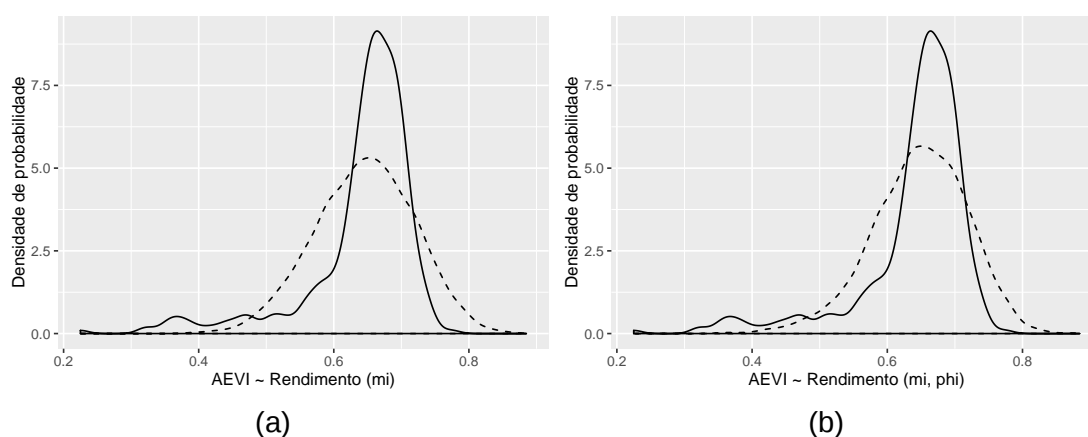 Densidade de probabilidade
7.5
5.0
2.5
0.0
0.2 0.4 0.6 0.8
AEVI ~ Rendimento (mi)
(a)
Densidade de probabilidade
7.5
5.0
2.5
0.0
0.2 0.4 0.6 0.8
AEVI ~ Rendimento (mi, phi)
(b)